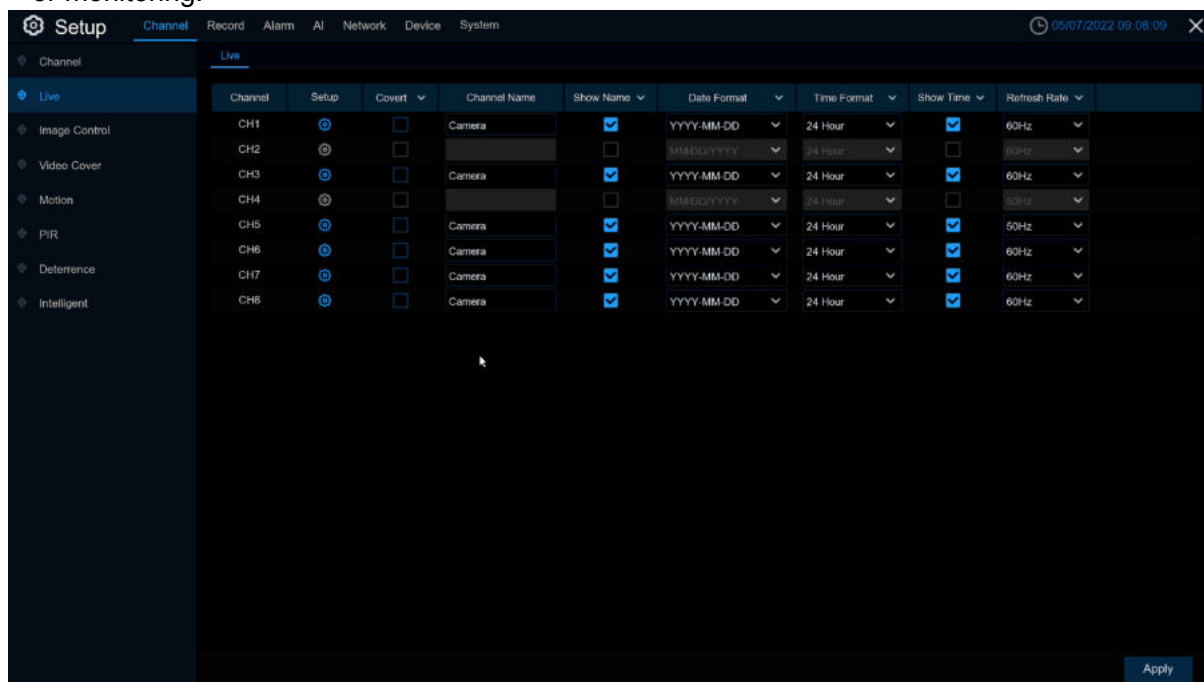 or monitoring.
Setup Channel Record Alarm AI Network Device System 05/07/2022 09:08:09
Channel
Live
Live
Image Control
Video Cover
Motion
PIR
Deterrence
Intelligent
Channel Setup Covert Channel Name Show Name Date Format Time Format Show Time Refresh Rate
CH1 Camera YYYY-MM-DD 24 Hour 60Hz
CH2 MM/DD/YYYY 24 Hour 60Hz
CH3 Camera YYYY-MM-DD 24 Hour 60Hz
CH4 MM/DD/YYYY 24 Hour 50Hz
CH5 Camera YYYY-MM-DD 24 Hour 50Hz
CH6 Camera YYYY-MM-DD 24 Hour 60Hz
CH7 Camera YYYY-MM-DD 24 Hour 60Hz
CH8 Camera YYYY-MM-DD 24 Hour 60Hz
Apply